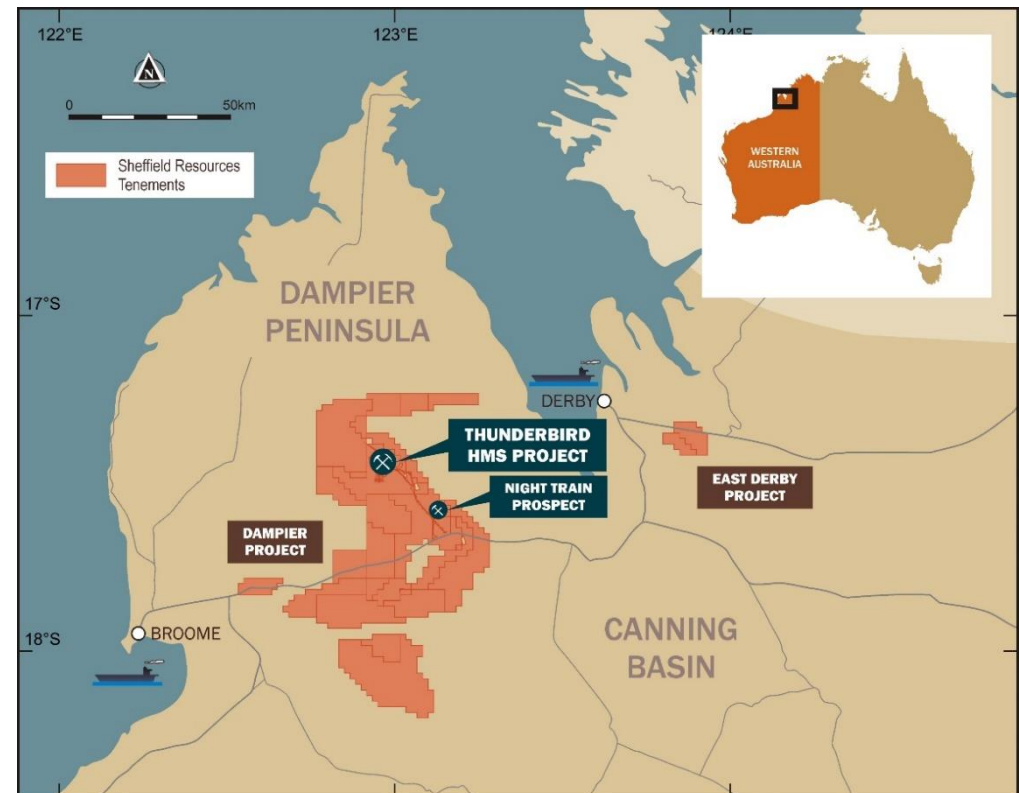 122°E
123°E
124°E
N
0
50km
Sheffield Resources
Tenements
WESTERN
AUSTRALIA
17°S
DAMPIER
PENINSULA
DERBY
THUNDERBIRD
HMS PROJECT
NIGHT TRAIN
PROSPECT
EAST DERBY
PROJECT
DAMPIER
PROJECT
BROOME
18°S
CANNING
BASIN